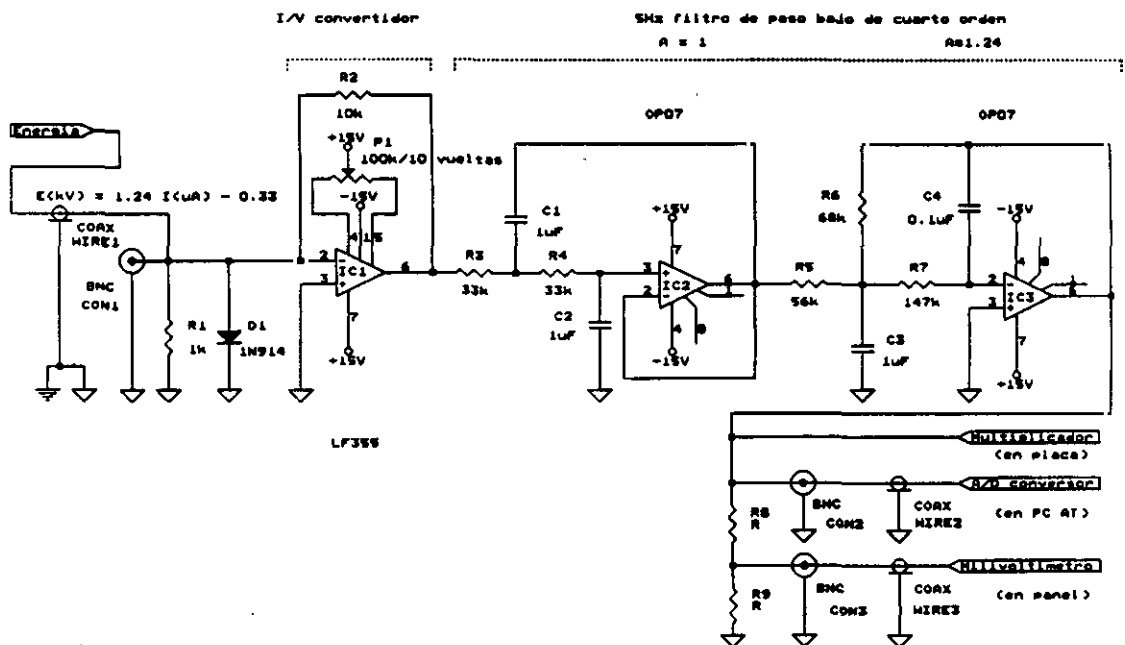 I/V convertidor
5Hz filtro de paso bajo de cuarto orden
A = 1
A=1.24
R2
10k
OP07
OP07
Energia
+15V
P1
100k/10 vueltas
-15V
E(kV) = 1.24 I(uA) - 0.33
COAX
WIRE1
BNC
CON1
R1
1k
D1
1N914
2
3
4
1
5
IC1
6
7
+15V
LF355
R3
33k
C1
1uF
R4
33k
C2
1uF
+15V
7
3
2
IC2
6
1
4
8
-15V
R5
56k
R6
68k
C4
0.1uF
R7
147k
C3
1uF
-15V
4
8
2
3
IC3
1
6
7
+15V
Multiplicador
(en placa)
A/D conversor
(en PC AT)
R8
R
BNC
CON2
COAX
WIRE2
Milivoltimetro
(en panel)
R9
R
BNC
CON3
COAX
WIRE3